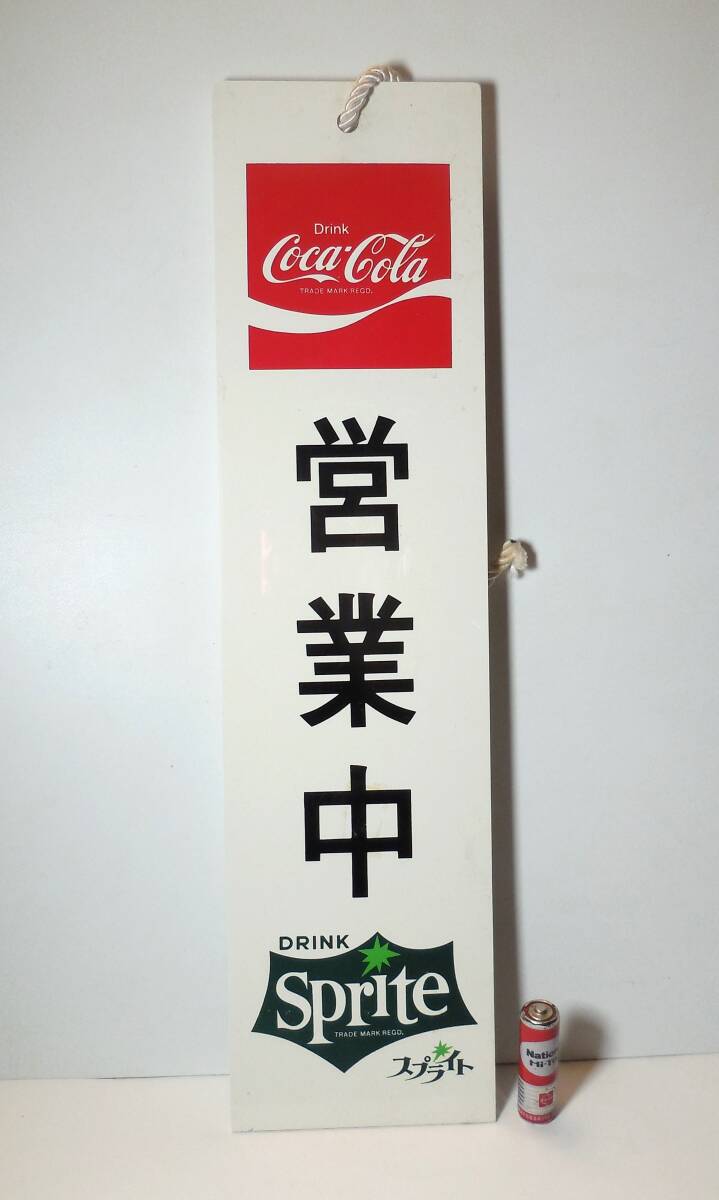 Drink
Coca-Cola
TRADE MARK REGD.
営業中
DRINK
Sprite
TRADE MARK REGD.
スプライト